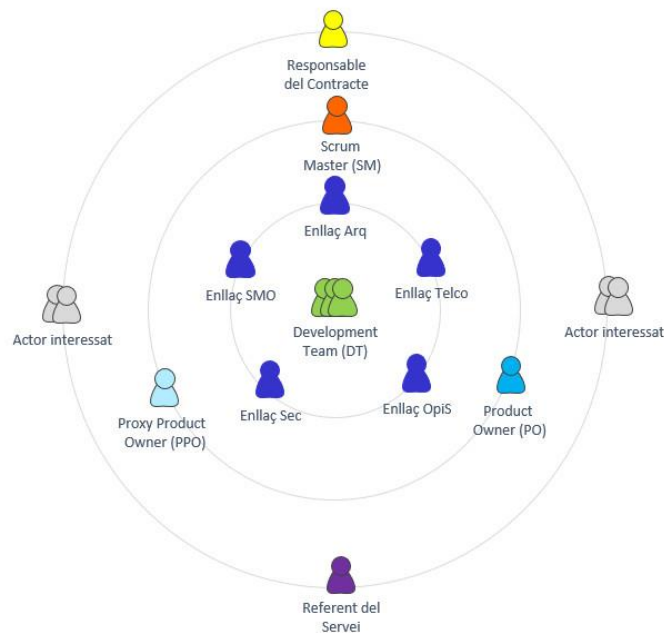 Responsable
del Contracte
Scrum
Master (SM)
Enllaç Arq
Enllaç SMO
Enllaç Telco
Development
Team (DT)
Actor interessat
Actor interessat
Enllaç Sec
Enllaç OpiS
Proxy Product
Owner (PPO)
Product
Owner (PO)
Referent del
Servei